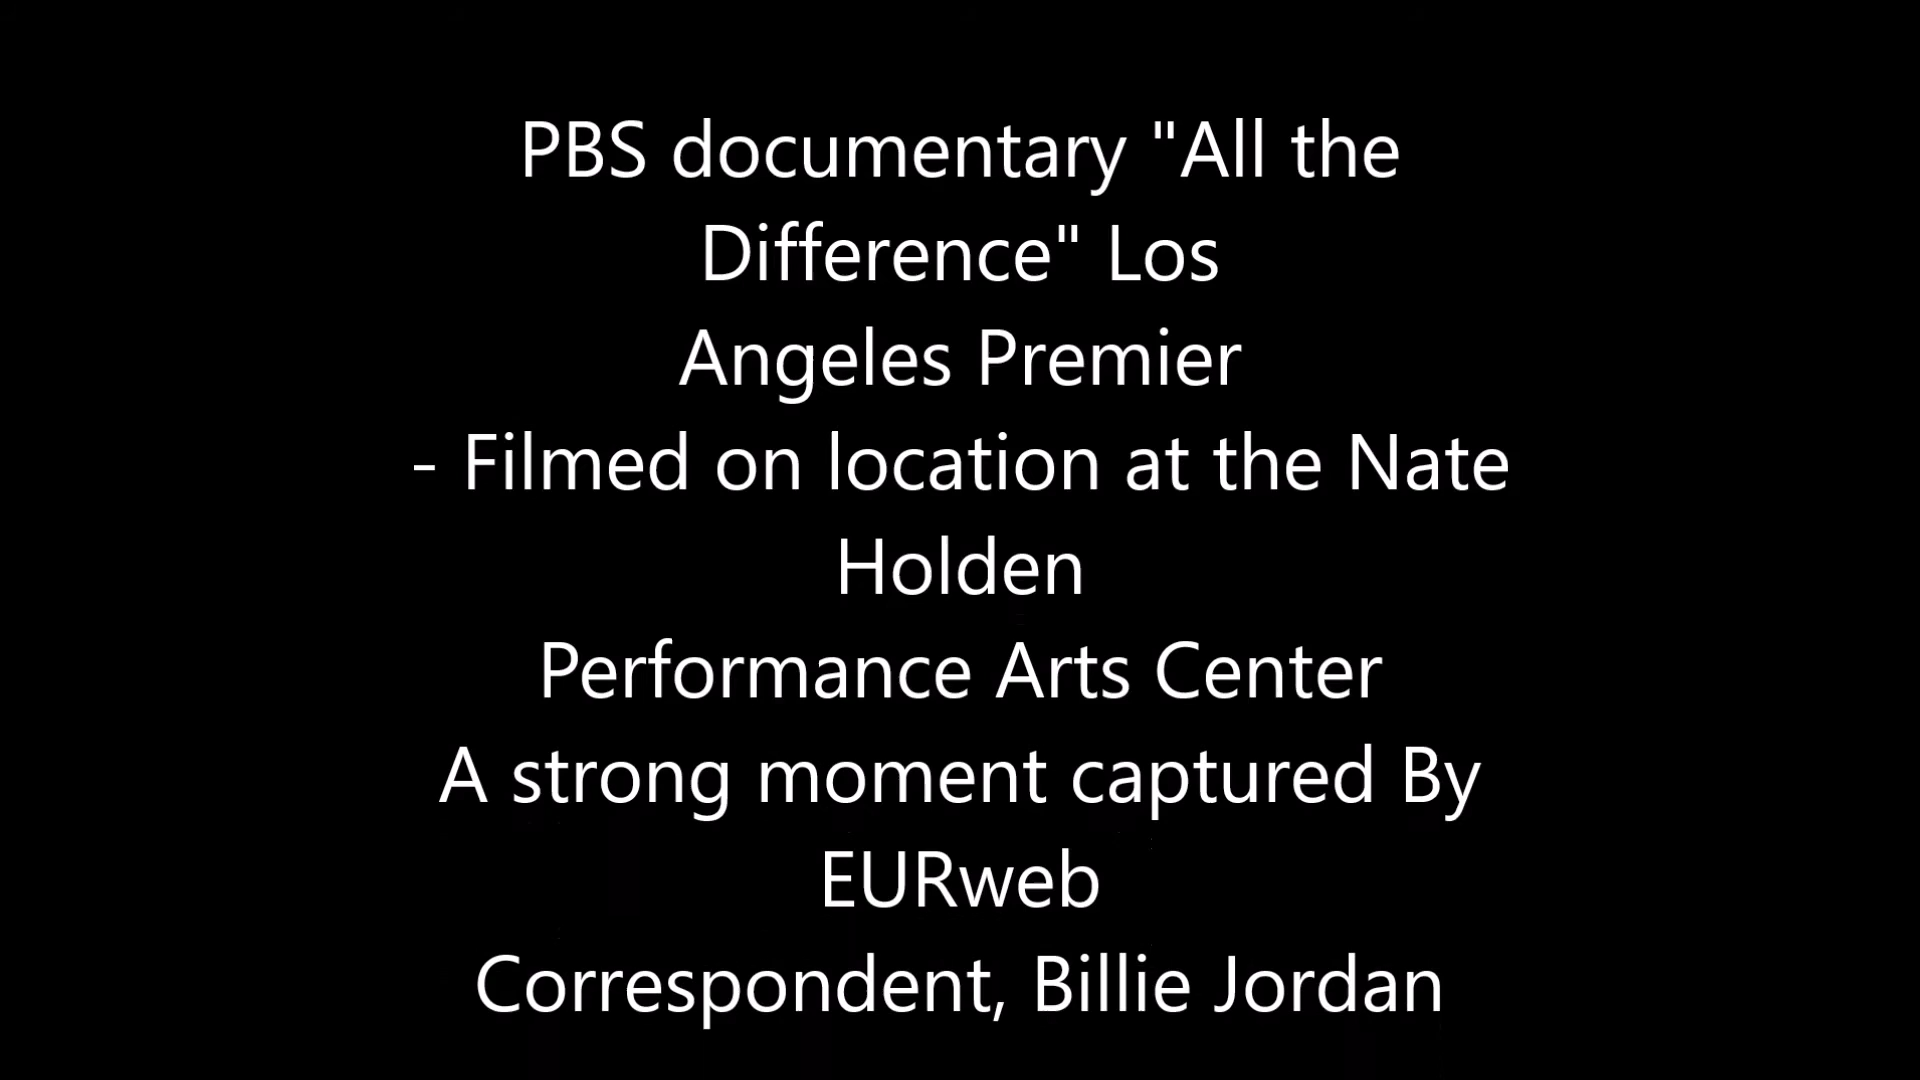 PBS documentary "All the
Difference" Los
Angeles Premier
- Filmed on location at the Nate
Holden
Performance Arts Center
A strong moment captured By
EURweb
Correspondent, Billie Jordan